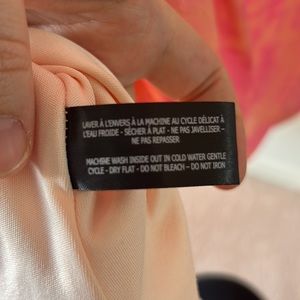 LAVER À L'ENVERS À LA MACHINE AU CYCLE DÉLICAT À
L'EAU FROIDE - SÉCHER À PLAT - NE PAS JAVELLISER –
NE PAS REPASSER
MACHINE WASH INSIDE OUT IN COLD WATER GENTLE
CYCLE - DRY FLAT - DO NOT BLEACH – DO NOT IRON